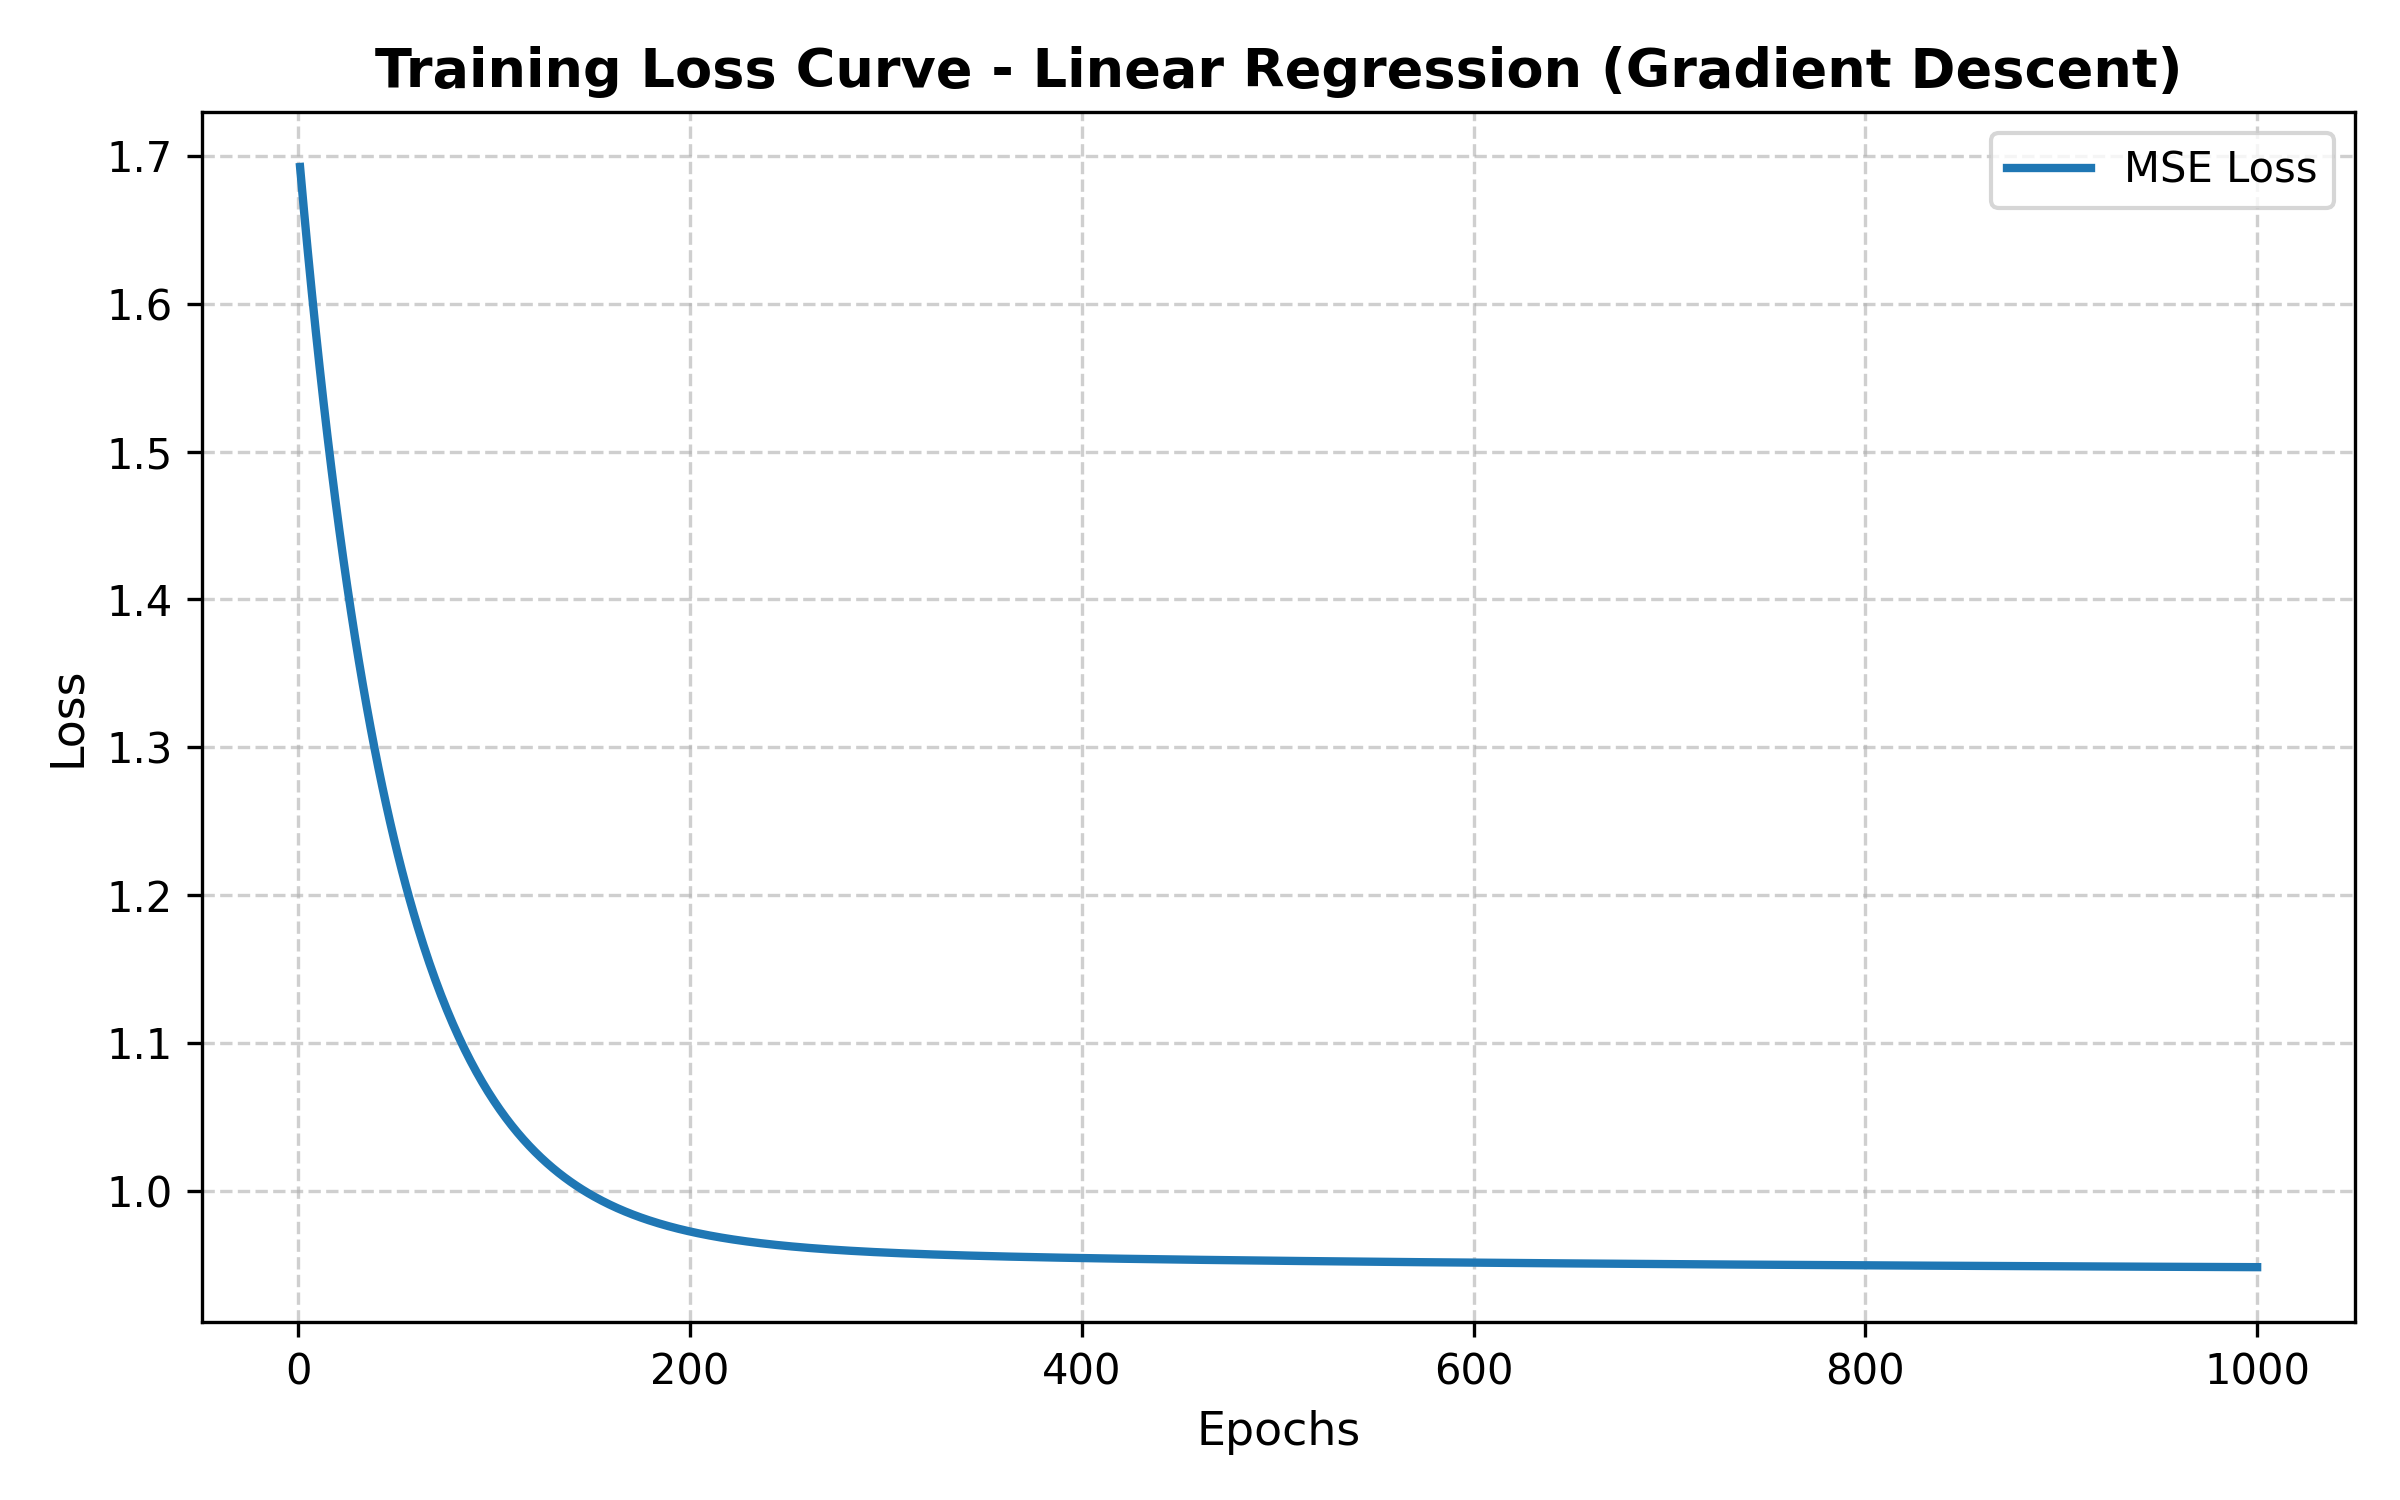 Training Loss Curve - Linear Regression (Gradient Descent)
MSE Loss
Loss
1.7
1.6
1.5
1.4
1.3
1.2
1.1
1.0
0 200 400 600 800 1000
Epochs